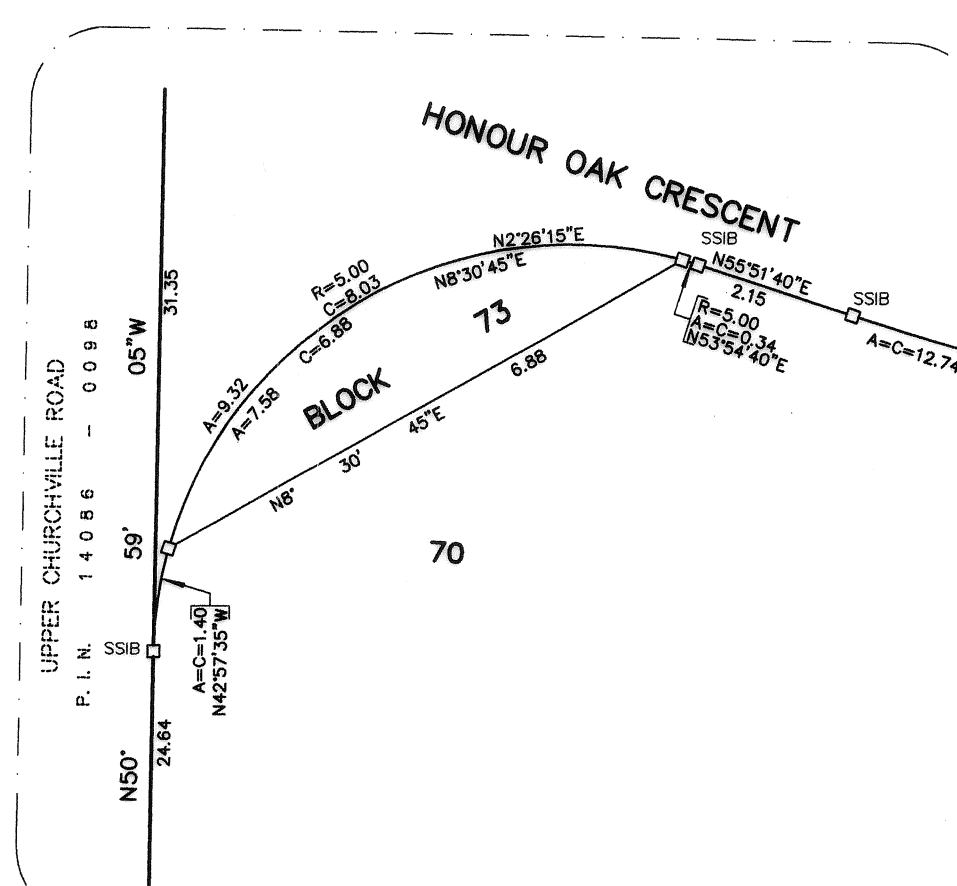 HONOUR OAK CRESCENT
N2°26'15"E
SSIB
N8°30'45"E
N55°51'40"E
R=5.00
C=8.03
2.15
SSIB
31.35
C=6.88
73
R=5.00
A=C=0.34
N53°54'40"E
A=C=12.74
05"W
6.88
A=9.32
A=7.58
BLOCK
45"E
30'
N8°
UPPER CHURCHVILLE ROAD
P. I. N. 14086 - 0098
59'
70
A=C=1.40
N42°57'35"W
SSIB
24.64
N50°